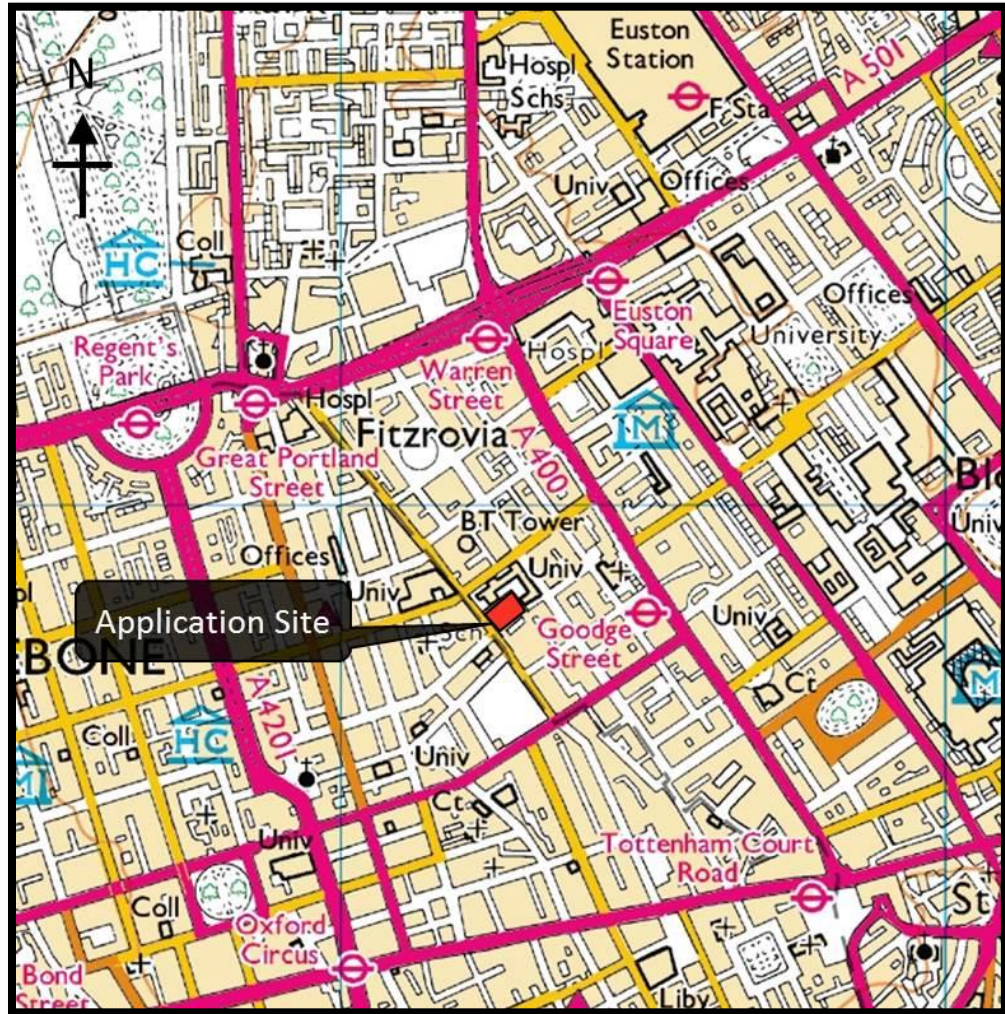 Euston
Station
N
Hospl
Schs
A 501
F Sta
Univ
Offices
HC
Coll
Offices
Regent's
Park
Euston
Square
University
Warren
Street
Hospl
Hospl
Fitzrovia
A 400
M
Great Portland
Street
BT Tower
Offices
Univ
Univ
Univ
Application Site
Sch
Goodge
Street
Univ
EBONE
Ct
M
A 4201
HC
Coll
Univ
Ct
Univ
Tottenham Court
Road
Coll
Oxford
Circus
St
Bond
Street
Liby